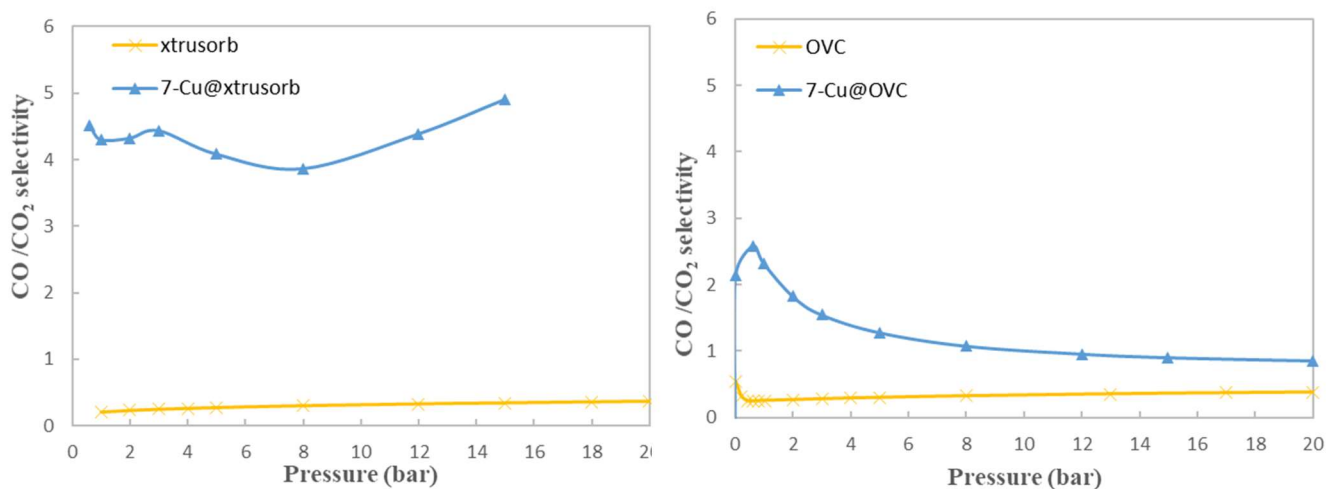 CO /CO₂ selectivity
6
5
4
3
2
1
0
xtrusorb
7-Cu@xtrusorb
0 2 4 6 8 10 12 14 16 18 20
Pressure (bar)
CO /CO₂ selectivity
6
5
4
3
2
1
0
OVC
7-Cu@OVC
0 2 4 6 8 10 12 14 16 18 20
Pressure (bar)